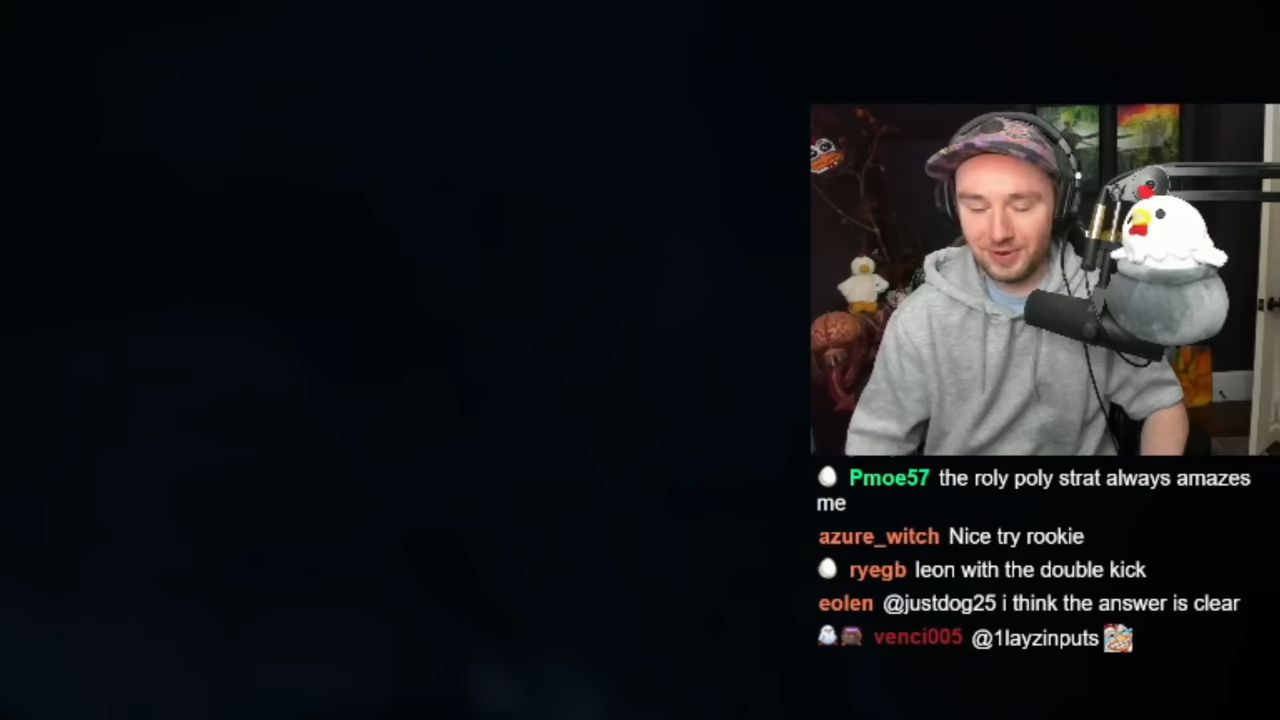 Pmoe57 the roly poly strat always amazes
me
azure_witch Nice try rookie
ryegb leon with the double kick
eolen @justdog25 i think the answer is clear
venci005 @1layzinputs